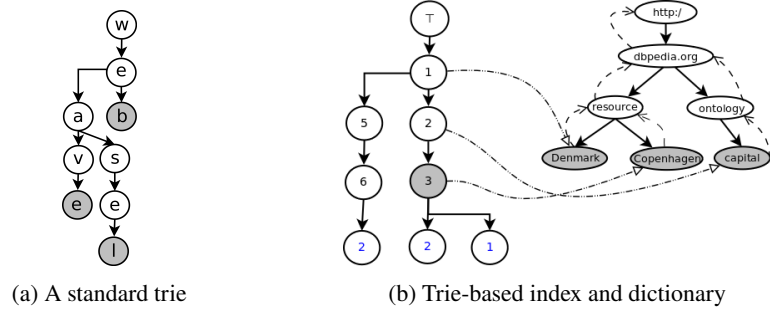 w
e
a b
v s
e e
l
(a) A standard trie
⊤
1
5 2
6 3
2 2 1
http:/
dbpedia.org
resource ontology
Denmark Copenhagen capital
(b) Trie-based index and dictionary